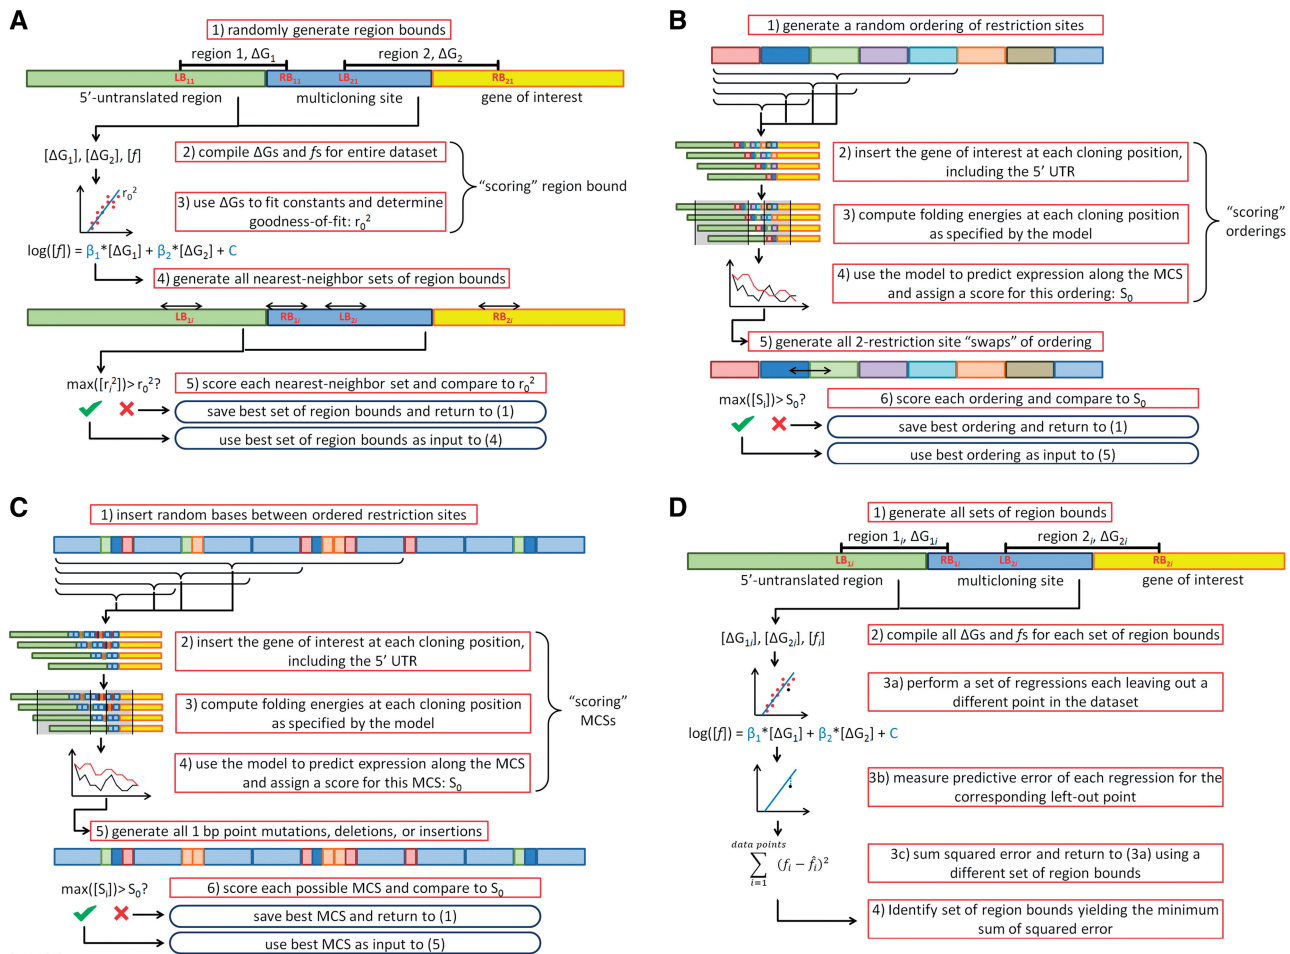 A
1) randomly generate region bounds
region 1, ΔG₁
region 2, ΔG₂
LB₁₁
RB₁₁
LB₂₁
RB₂₁
5’-untranslated region
multicloning site
gene of interest
[ΔG₁], [ΔG₂], [f]
2) compile ΔGs and fs for entire dataset
r₀²
3) use ΔGs to fit constants and determine
goodness-of-fit: r₀²
“scoring” region bound
log([f]) = β₁*[ΔG₁] + β₂*[ΔG₂] + C
4) generate all nearest-neighbor sets of region bounds
LB₁ᵢ
RB₁ᵢ
LB₂ᵢ
RB₂ᵢ
max([rᵢ²])> r₀²?
5) score each nearest-neighbor set and compare to r₀²
save best set of region bounds and return to (1)
use best set of region bounds as input to (4)
B
1) generate a random ordering of restriction sites
2) insert the gene of interest at each cloning position,
including the 5’ UTR
3) compute folding energies at each cloning position
as specified by the model
“scoring”
orderings
4) use the model to predict expression along the MCS
and assign a score for this ordering: S₀
5) generate all 2-restriction site “swaps” of ordering
max([Sᵢ])> S₀?
6) score each ordering and compare to S₀
save best ordering and return to (1)
use best ordering as input to (5)
C
1) insert random bases between ordered restriction sites
2) insert the gene of interest at each cloning position,
including the 5’ UTR
3) compute folding energies at each cloning position
as specified by the model
“scoring”
MCSs
4) use the model to predict expression along the MCS
and assign a score for this MCS: S₀
5) generate all 1 bp point mutations, deletions, or insertions
max([Sᵢ])> S₀?
6) score each possible MCS and compare to S₀
save best MCS and return to (1)
use best MCS as input to (5)
D
1) generate all sets of region bounds
region 1ᵢ, ΔG₁ᵢ
region 2ᵢ, ΔG₂ᵢ
LB₁ᵢ
RB₁ᵢ
LB₂ᵢ
RB₂ᵢ
5’-untranslated region
multicloning site
gene of interest
[ΔG₁ᵢ], [ΔG₂ᵢ], [fᵢ]
2) compile all ΔGs and fs for each set of region bounds
3a) perform a set of regressions each leaving out a
different point in the dataset
log([f]) = β₁*[ΔG₁] + β₂*[ΔG₂] + C
3b) measure predictive error of each regression for the
corresponding left-out point
data points
∑ (fᵢ − f̂ᵢ)²
i=1
3c) sum squared error and return to (3a) using a
different set of region bounds
4) Identify set of region bounds yielding the minimum
sum of squared error